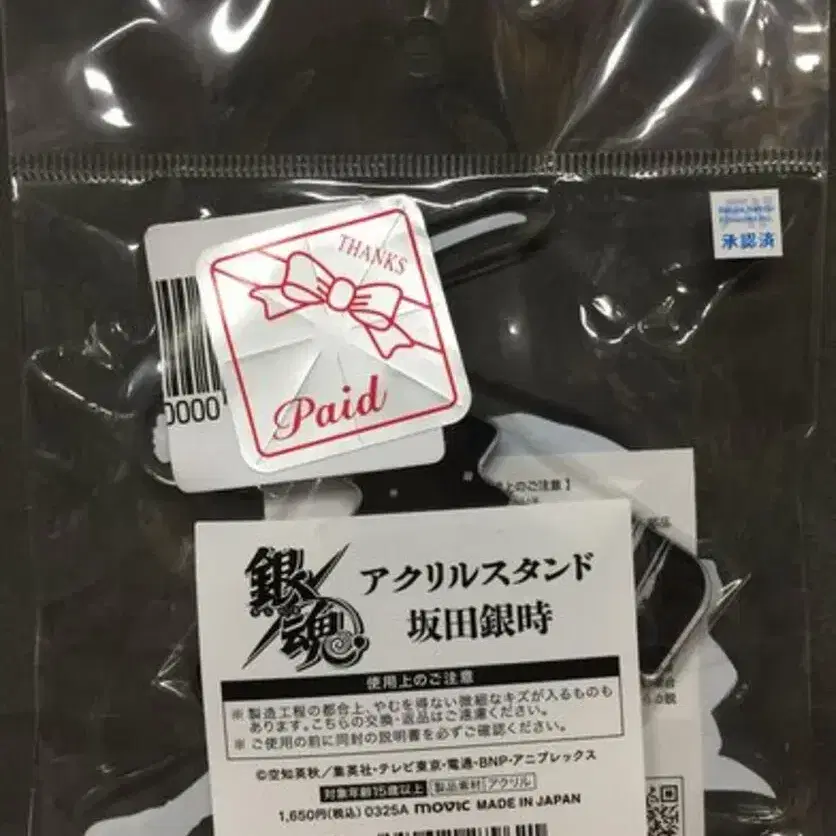 承認済
THANKS
Paid
0000
上のご注意】
銀魂
アクリルスタンド
坂田銀時
使用上のご注意
※製造工程の都合上、やむを得ない微細なキズが入るものも
あります。こちらの交換・返品はご遠慮ください。
※ご使用の前に同封の説明書を必ずご確認ください。
©空知英秋/集英社・テレビ東京・電通・BNP・アニプレックス
対象年齢15歳以上 製品素材 アクリル
1,650円(税込) 0325A movic MADE IN JAPAN